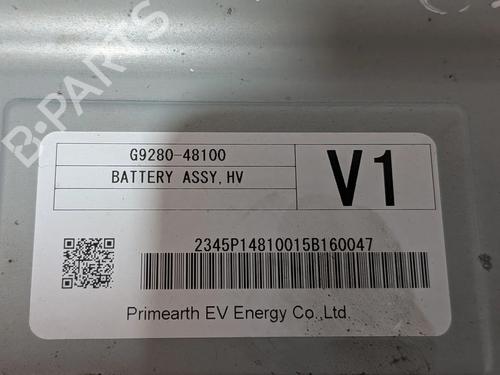 B-PARTS
G9280-48100
BATTERY ASSY, HV
V1
2345P14810015B160047
Primearth EV Energy Co.,Ltd.